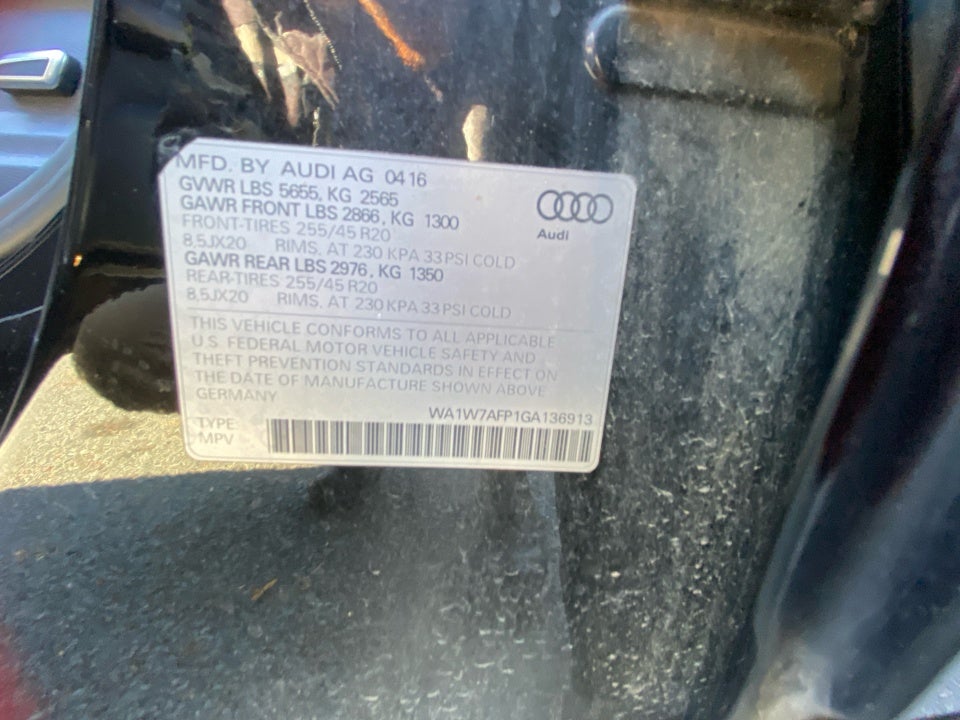 MFD. BY AUDI AG 0416
GVWR LBS 5655, KG 2565
GAWR FRONT LBS 2866, KG 1300
FRONT-TIRES 255/45 R20
8,5JX20 RIMS, AT 230 KPA 33 PSI COLD
GAWR REAR LBS 2976, KG 1350
REAR-TIRES 255/45 R20
8,5JX20 RIMS, AT 230 KPA 33 PSI COLD
Audi
THIS VEHICLE CONFORMS TO ALL APPLICABLE
U.S. FEDERAL MOTOR VEHICLE SAFETY AND
THEFT PREVENTION STANDARDS IN EFFECT ON
THE DATE OF MANUFACTURE SHOWN ABOVE
GERMANY
WA1W7AFP1GA136913
TYPE:
MPV